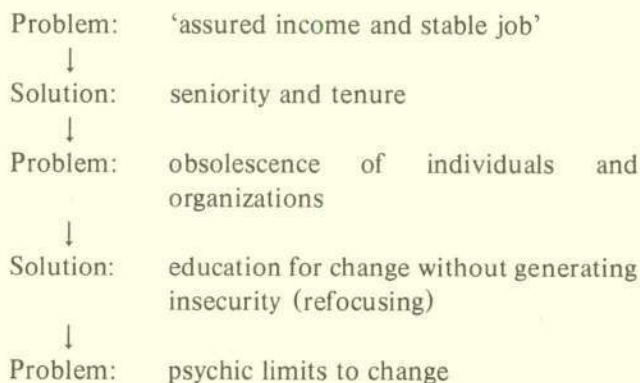 Problem: ‘assured income and stable job’
↓
Solution: seniority and tenure
↓
Problem: obsolescence of individuals and
organizations
↓
Solution: education for change without generating
insecurity (refocusing)
↓
Problem: psychic limits to change